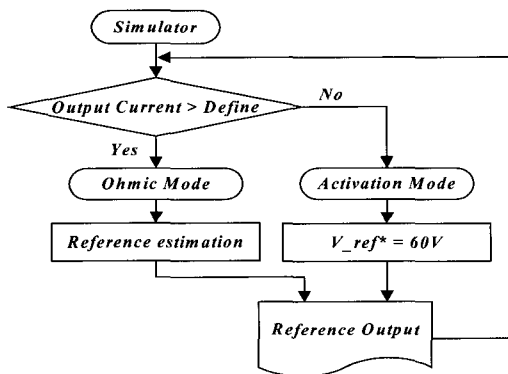 Simulator
Output Current > Define
No
Yes
Ohmic Mode
Activation Mode
Reference estimation
V_ref* = 60V
Reference Output